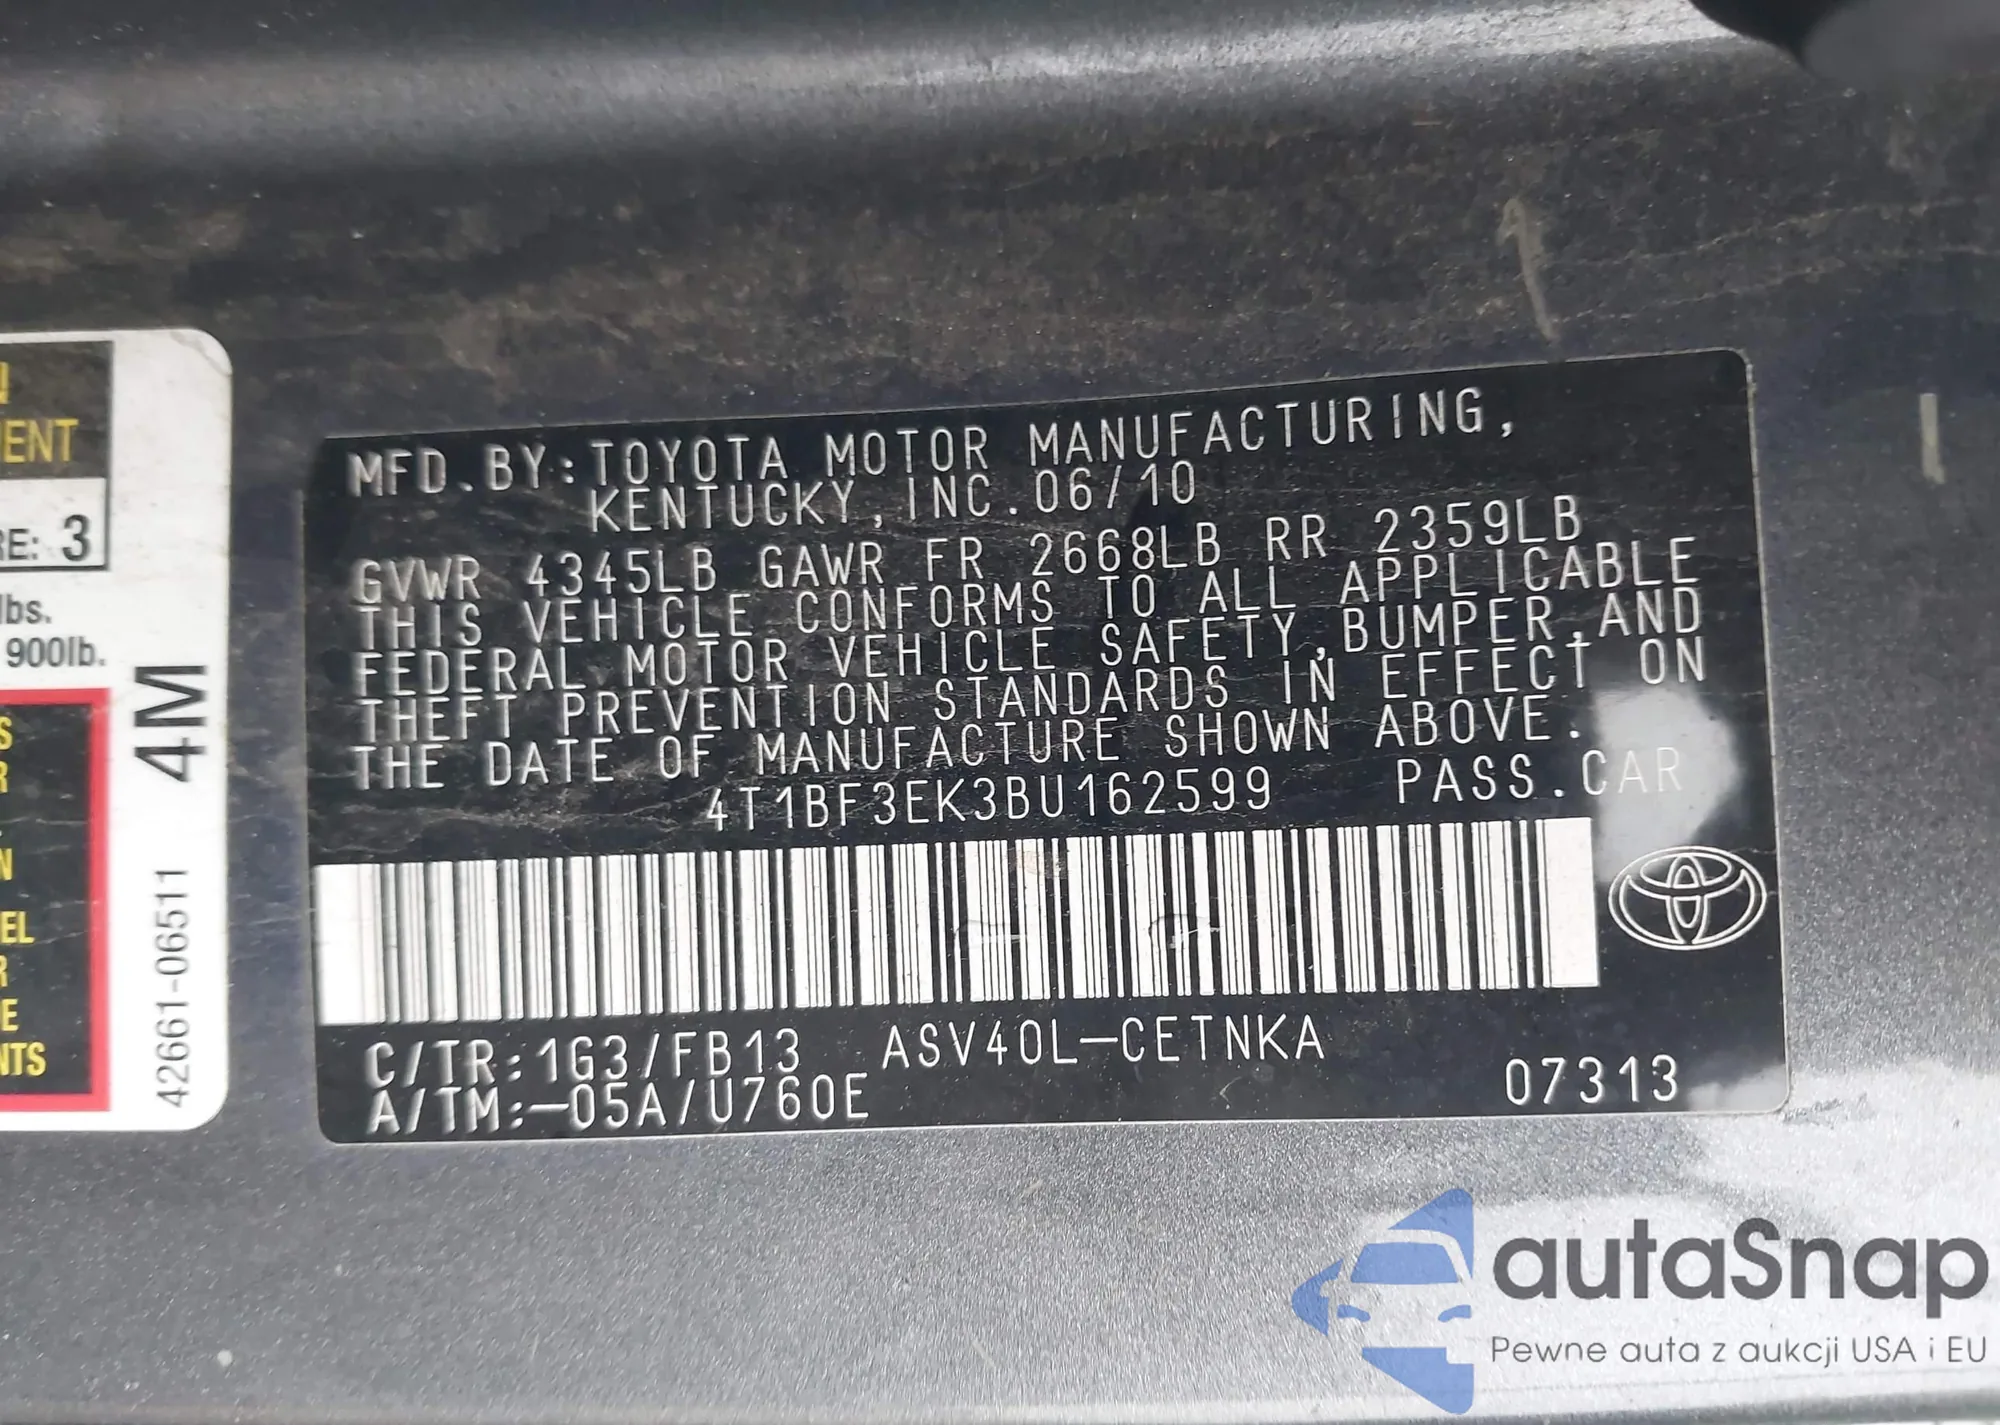 ENT
RE: 3
lbs.
900lb.
S
R
N
EL
R
E
NTS
4M
42661-06511
MFD.BY:TOYOTA MOTOR MANUFACTURING,
KENTUCKY, INC.06/10
GVWR 4345LB GAWR FR 2668LB RR 2359LB
THIS VEHICLE CONFORMS TO ALL APPLICABLE
FEDERAL MOTOR VEHICLE SAFETY,BUMPER,AND
THEFT PREVENTION STANDARDS IN EFFECT ON
THE DATE OF MANUFACTURE SHOWN ABOVE.
4T1BF3EK3BU162599 PASS.CAR
C/TR:1G3/FB13 ASV40L-CETNKA
A/TM:-05A/U760E 07313
autaSnap
Pewne auta z aukcji USA i EU